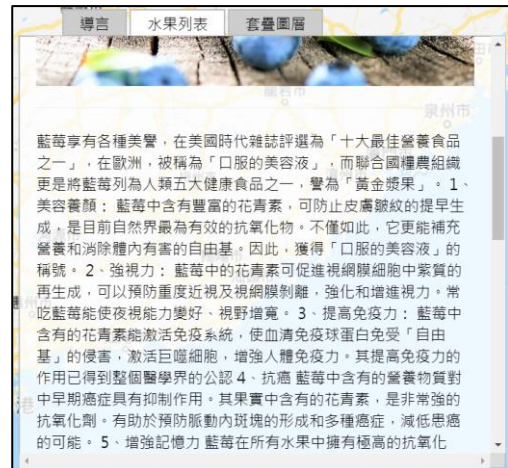 導言
水果列表
套疊圖層
龍岩市
泉州市
藍莓享有各種美譽，在美國時代雜誌評選為「十大最佳營養食品
之一」，在歐洲，被稱為「口服的美容液」，而聯合國糧農組織
更是將藍莓列為人類五大健康食品之一，譽為「黃金漿果」。 1、
美容養顏： 藍莓中含有豐富的花青素，可防止皮膚皺紋的提早生
成，是目前自然界最為有效的抗氧化物。不僅如此，它更能補充
營養和消除體內有害的自由基。因此，獲得「口服的美容液」的
稱號。 2、強視力： 藍莓中的花青素可促進視網膜細胞中紫質的
再生成，可以預防重度近視及視網膜剝離，強化和增進視力。常
吃藍莓能使夜視能力變好、視野增寬。 3、提高免疫力： 藍莓中
含有的花青素能激活免疫系統，使血清免疫球蛋白免受「自由
基」的侵害，激活巨噬細胞，增強人體免疫力。其提高免疫力的
作用已得到整個醫學界的公認 4、抗癌 藍莓中含有的營養物質對
中早期癌症具有抑制作用。其果實中含有的花青素，是非常強的
抗氧化劑。有助於預防脈動內斑塊的形成和多種癌症，減低患癌
的可能。 5、增強記憶力 藍莓在所有水果中擁有極高的抗氧化
港